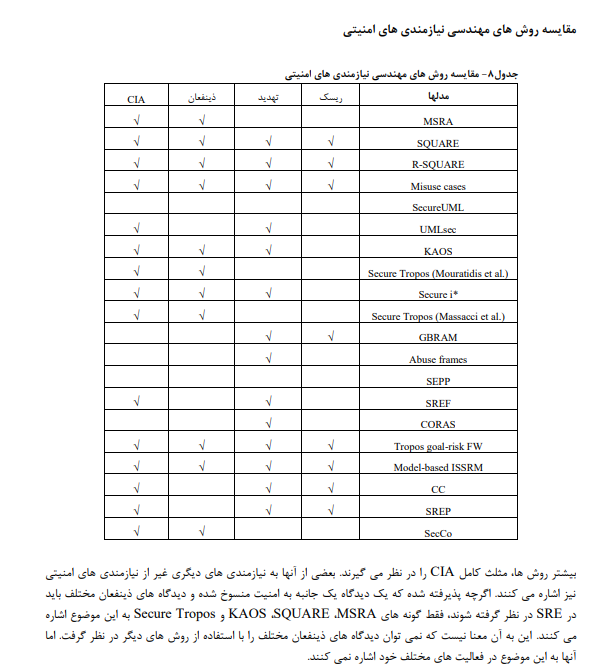 مقایسه روش های مهندسی نیازمندی های امنیتی
جدول۸- مقایسه روش های مهندسی نیازمندی های امنیتی
مدلها ریسک تهدید ذینفعان CIA
MSRA √ √
SQUARE √ √ √ √
R-SQUARE √ √ √ √
Misuse cases √ √ √ √
SecureUML
UMLsec √ √
KAOS √ √ √
Secure Tropos (Mouratidis et al.) √ √
Secure i* √ √ √
Secure Tropos (Massacci et al.) √ √
GBRAM √ √
Abuse frames √
SEPP
SREF √ √
CORAS √
Tropos goal-risk FW √ √ √ √
Model-based ISSRM √ √ √ √
CC √ √ √
SREP √ √ √
SecCo √ √
بیشتر روش ها، مثلث کامل CIA را در نظر می گیرند. بعضی از آنها به نیازمندی های دیگری غیر از نیازمندی های امنیتی
نیز اشاره می کنند. اگرچه پذیرفته شده که یک دیدگاه یک جانبه به امنیت منسوخ شده و دیدگاه های ذینفعان مختلف باید
در SRE در نظر گرفته شوند، فقط گونه های MSRA، SQUARE، KAOS و Secure Tropos به این موضوع اشاره
می کنند. این به آن معنا نیست که نمی توان دیدگاه های ذینفعان مختلف را با استفاده از روش های دیگر در نظر گرفت. اما
آنها به این موضوع در فعالیت های مختلف خود اشاره نمی کنند.